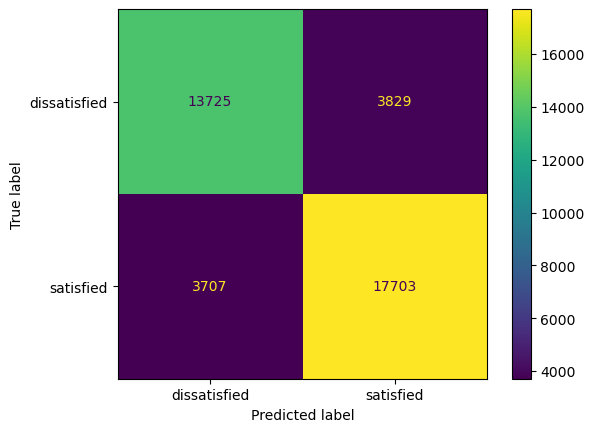 16000
dissatisfied 13725 3829 14000
12000
True label
10000
8000
satisfied 3707 17703
6000
4000
dissatisfied satisfied
Predicted label